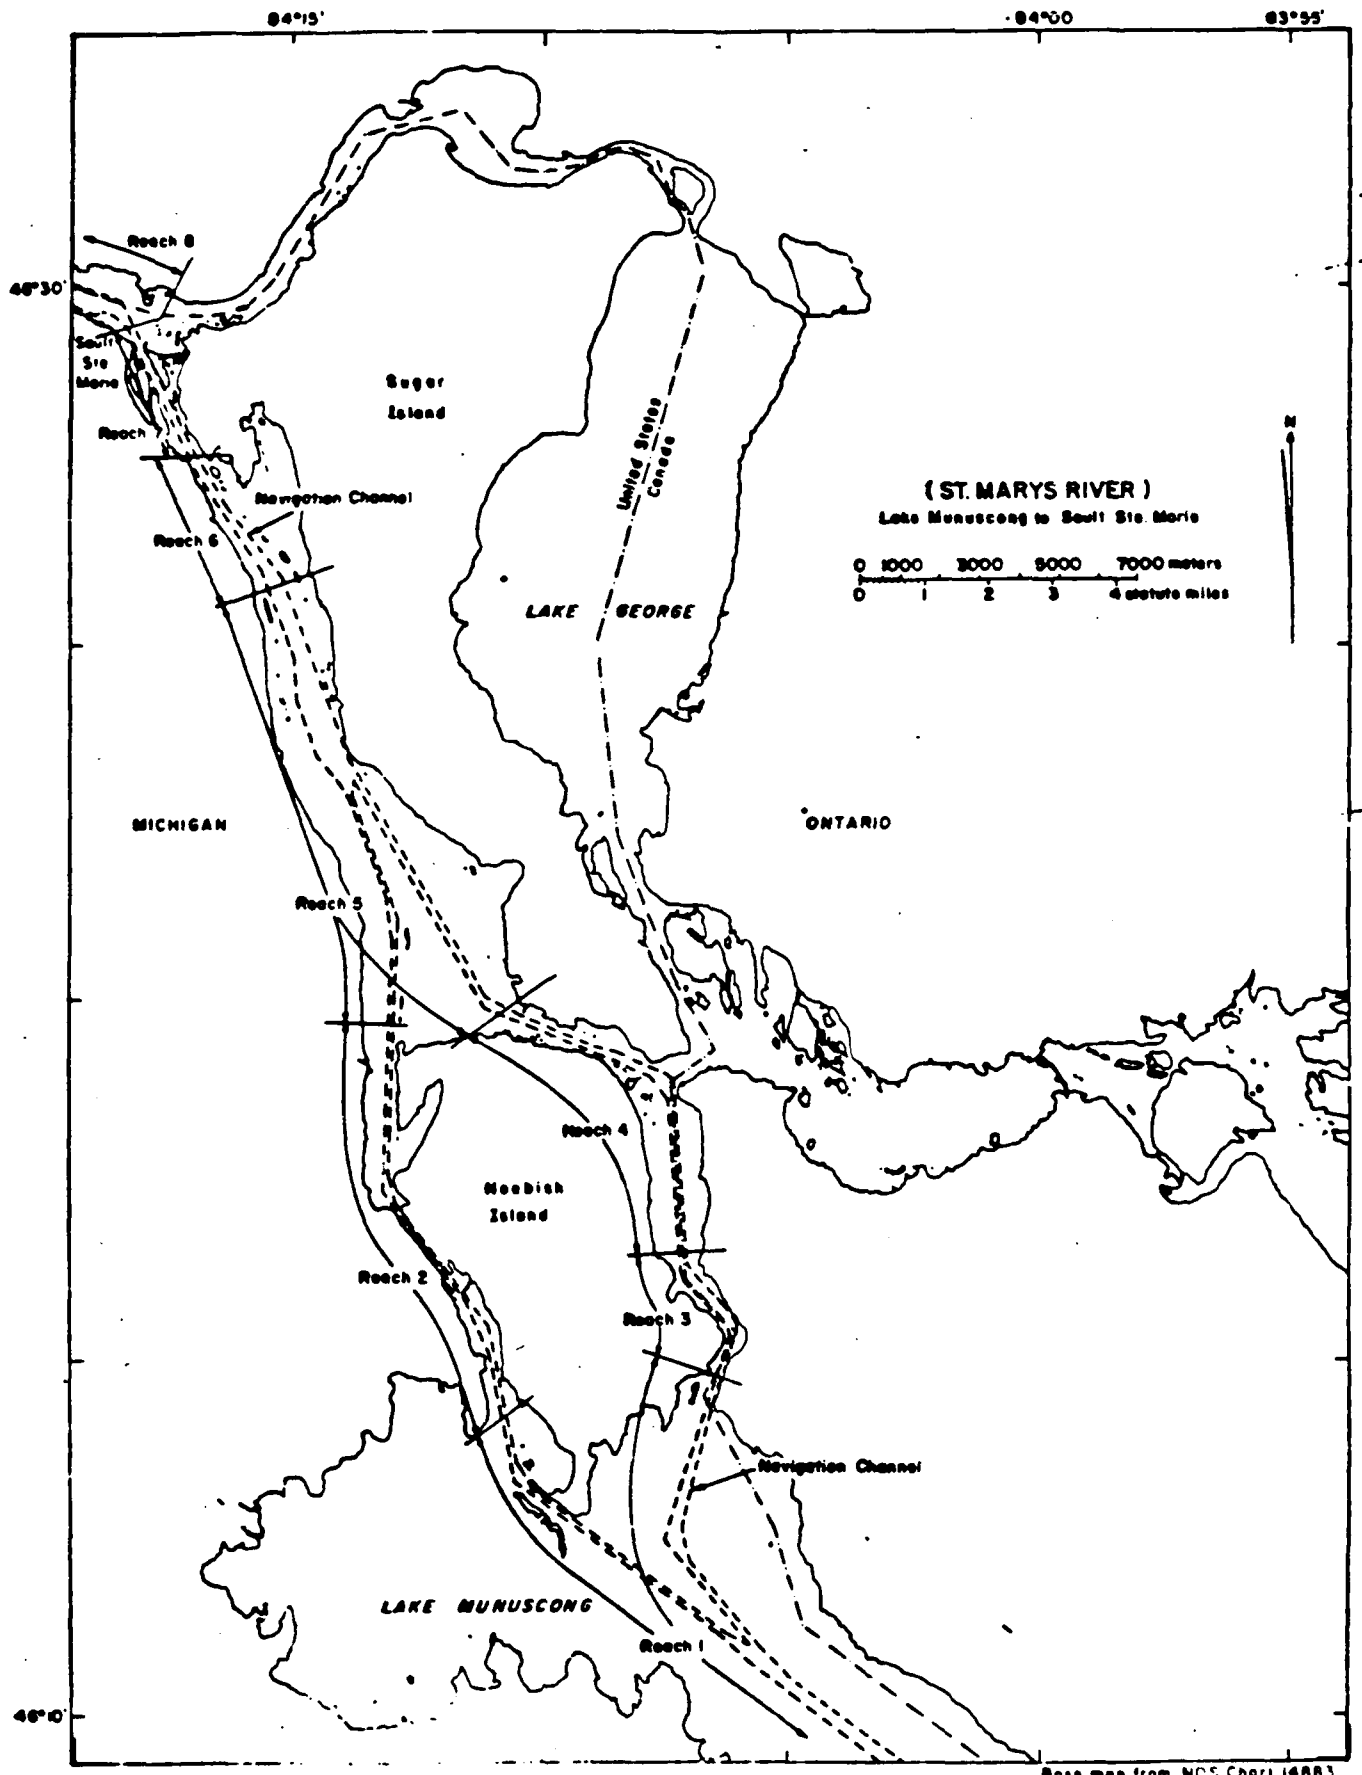 84°15'
84°00'
83°55'
Reach 8
46°30'
Sault
Ste
Marie
Sugar
Island
Reach 7
United States
Canada
N
Navigation Channel
(ST. MARYS RIVER)
Lake Munuscong to Sault Ste. Marie
Reach 6
0 1000 3000 5000 7000 meters
0 1 2 3 4 statute miles
LAKE GEORGE
MICHIGAN
ONTARIO
Reach 5
Reach 4
Neebish
Island
Reach 2
Reach 3
Navigation Channel
LAKE MUNUSCONG
Reach 1
46°10'
Base map from NOS Chart 14883